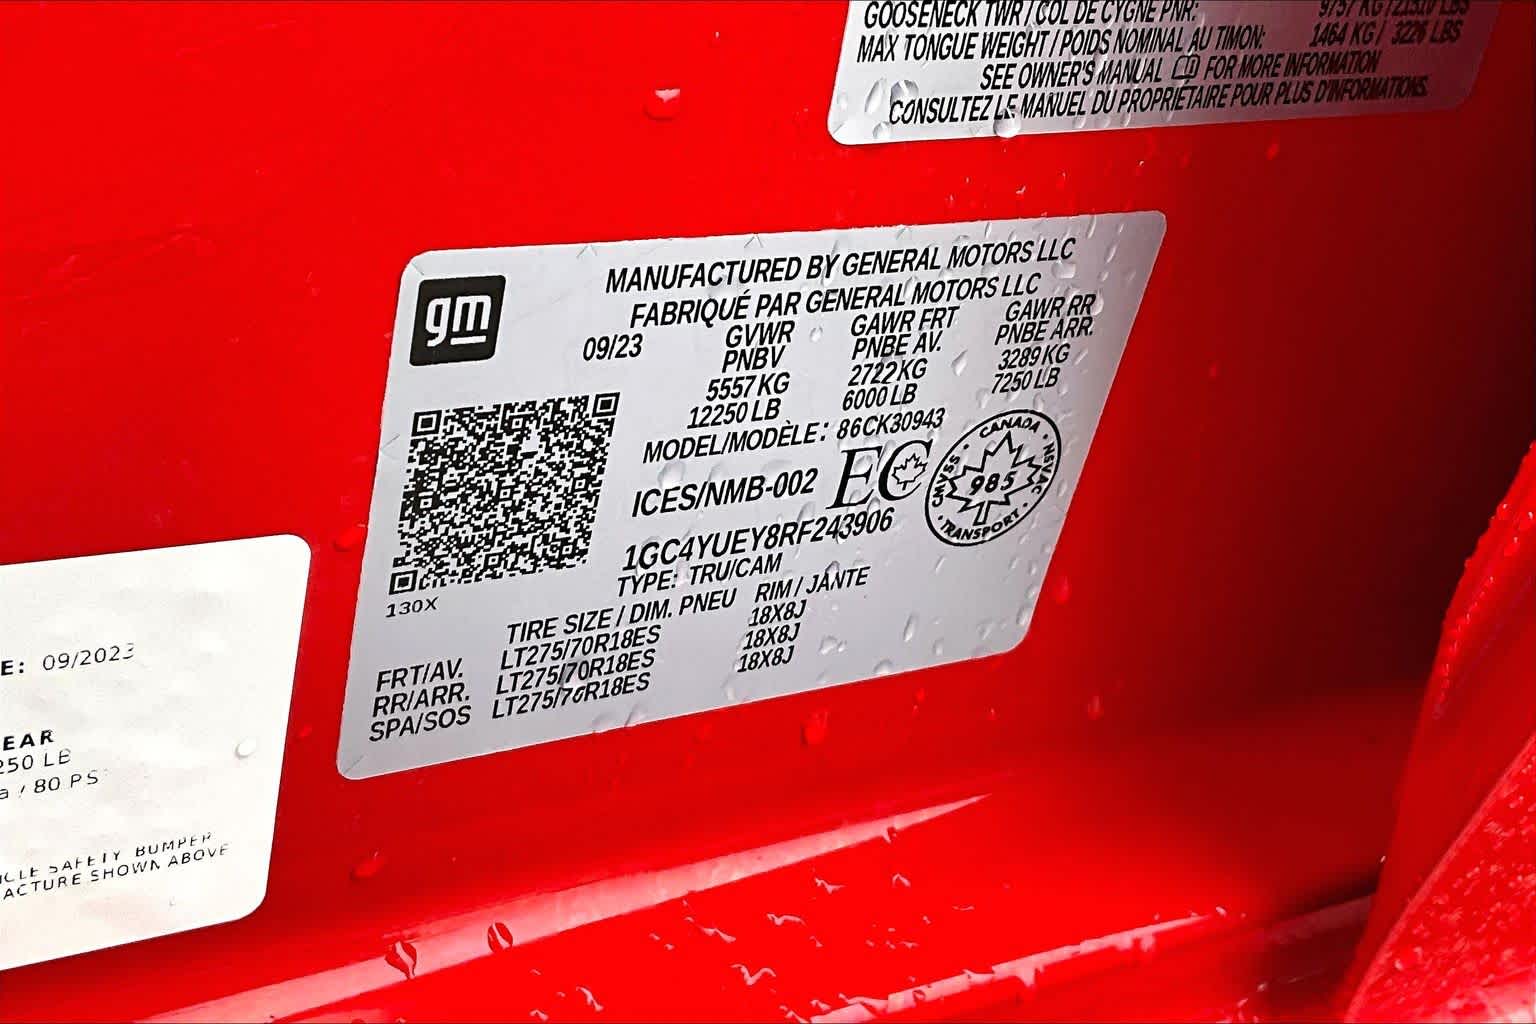 GOOSENECK TWR / COL DE CYGNE PNR:
MAX TONGUE WEIGHT / POIDS NOMINAL AU TIMON: 1464 KG / 3226 LBS
SEE OWNER'S MANUAL FOR MORE INFORMATION
CONSULTEZ LE MANUEL DU PROPRIÉTAIRE POUR PLUS D'INFORMATIONS.
gm
MANUFACTURED BY GENERAL MOTORS LLC
FABRIQUÉ PAR GENERAL MOTORS LLC
09/23 GVWR GAWR FRT GAWR RR
PNBV PNBE AV. PNBE ARR.
5557 KG 2722 KG 3289 KG
12250 LB 6000 LB 7250 LB
MODEL/MODÈLE: 86CK30943
ICES/NMB-002 EC
CANADA · NSVAC · TRANSPORT · CMVSS
985
1GC4YUEY8RF243906
TYPE: TRU/CAM
130X
TIRE SIZE / DIM. PNEU RIM / JANTE
FRT/AV. LT275/70R18ES 18X8J
RR/ARR. LT275/70R18ES 18X8J
SPA/SOS LT275/70R18ES 18X8J
E: 09/2023
EAR
250 LB
a / 80 PS
CLE SAFETY BUMPER
ACTURE SHOWN ABOVE